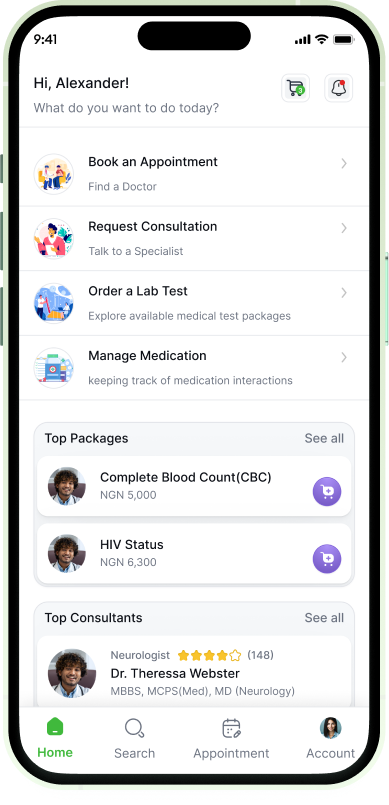 9:41
Hi, Alexander!
What do you want to do today?
Book an Appointment
Find a Doctor
Request Consultation
Talk to a Specialist
Order a Lab Test
Explore available medical test packages
Manage Medication
keeping track of medication interactions
Top Packages
See all
Complete Blood Count(CBC)
NGN 5,000
HIV Status
NGN 6,300
Top Consultants
See all
Neurologist (148)
Dr. Theressa Webster
MBBS, MCPS(Med), MD (Neurology)
Home
Search
Appointment
Account